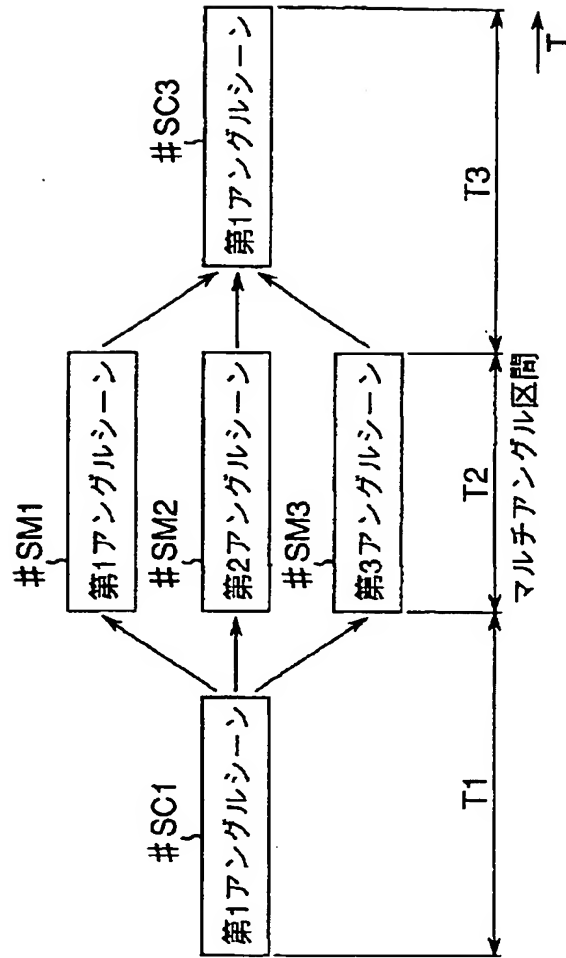 #SC1
第1アングルシーン
#SM1
第1アングルシーン
#SM2
第2アングルシーン
#SM3
第3アングルシーン
#SC3
第1アングルシーン
T1
T2
T3
マルチアングル区間
T